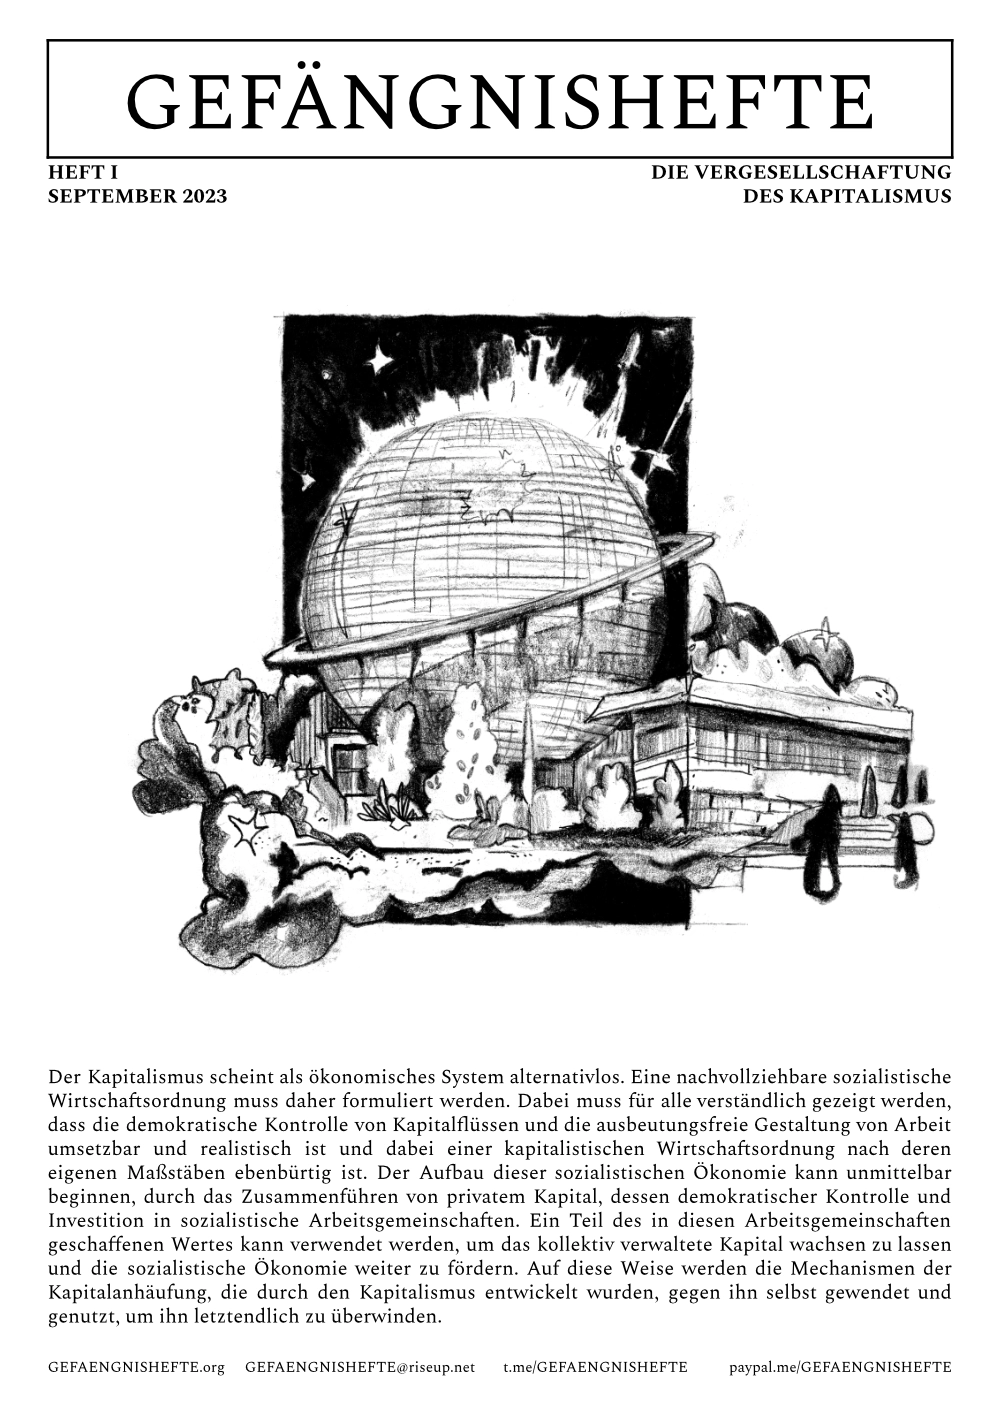 GEFÄNGNISHEFTE
HEFT I
SEPTEMBER 2023
DIE VERGESELLSCHAFTUNG
DES KAPITALISMUS
Der Kapitalismus scheint als ökonomisches System alternativlos. Eine nachvollziehbare sozialistische
Wirtschaftsordnung muss daher formuliert werden. Dabei muss für alle verständlich gezeigt werden,
dass die demokratische Kontrolle von Kapitalflüssen und die ausbeutungsfreie Gestaltung von Arbeit
umsetzbar und realistisch ist und dabei einer kapitalistischen Wirtschaftsordnung nach deren
eigenen Maßstäben ebenbürtig ist. Der Aufbau dieser sozialistischen Ökonomie kann unmittelbar
beginnen, durch das Zusammenführen von privatem Kapital, dessen demokratischer Kontrolle und
Investition in sozialistische Arbeitsgemeinschaften. Ein Teil des in diesen Arbeitsgemeinschaften
geschaffenen Wertes kann verwendet werden, um das kollektiv verwaltete Kapital wachsen zu lassen
und die sozialistische Ökonomie weiter zu fördern. Auf diese Weise werden die Mechanismen der
Kapitalanhäufung, die durch den Kapitalismus entwickelt wurden, gegen ihn selbst gewendet und
genutzt, um ihn letztendlich zu überwinden.
GEFAENGNISHEFTE.org GEFAENGNISHEFTE@riseup.net t.me/GEFAENGNISHEFTE paypal.me/GEFAENGNISHEFTE